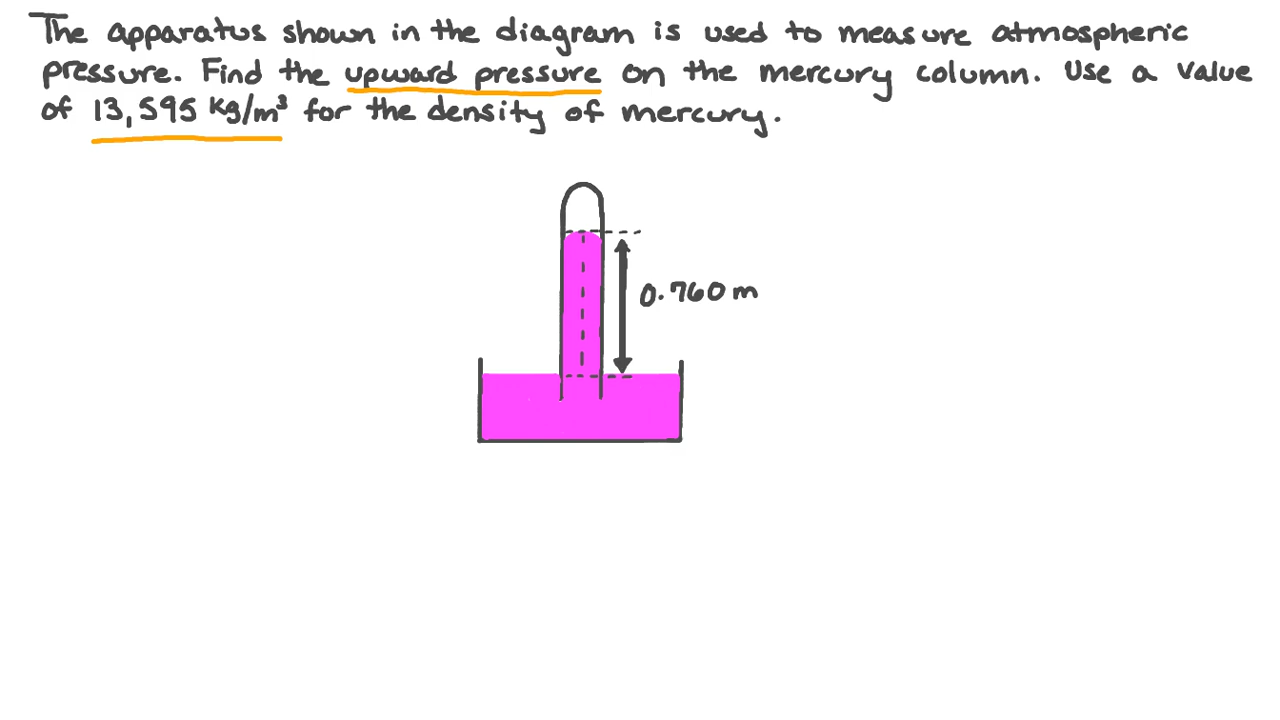 The apparatus shown in the diagram is used to measure atmospheric
pressure. Find the upward pressure on the mercury column. Use a value
of 13,595 kg/m³ for the density of mercury.
0.760 m